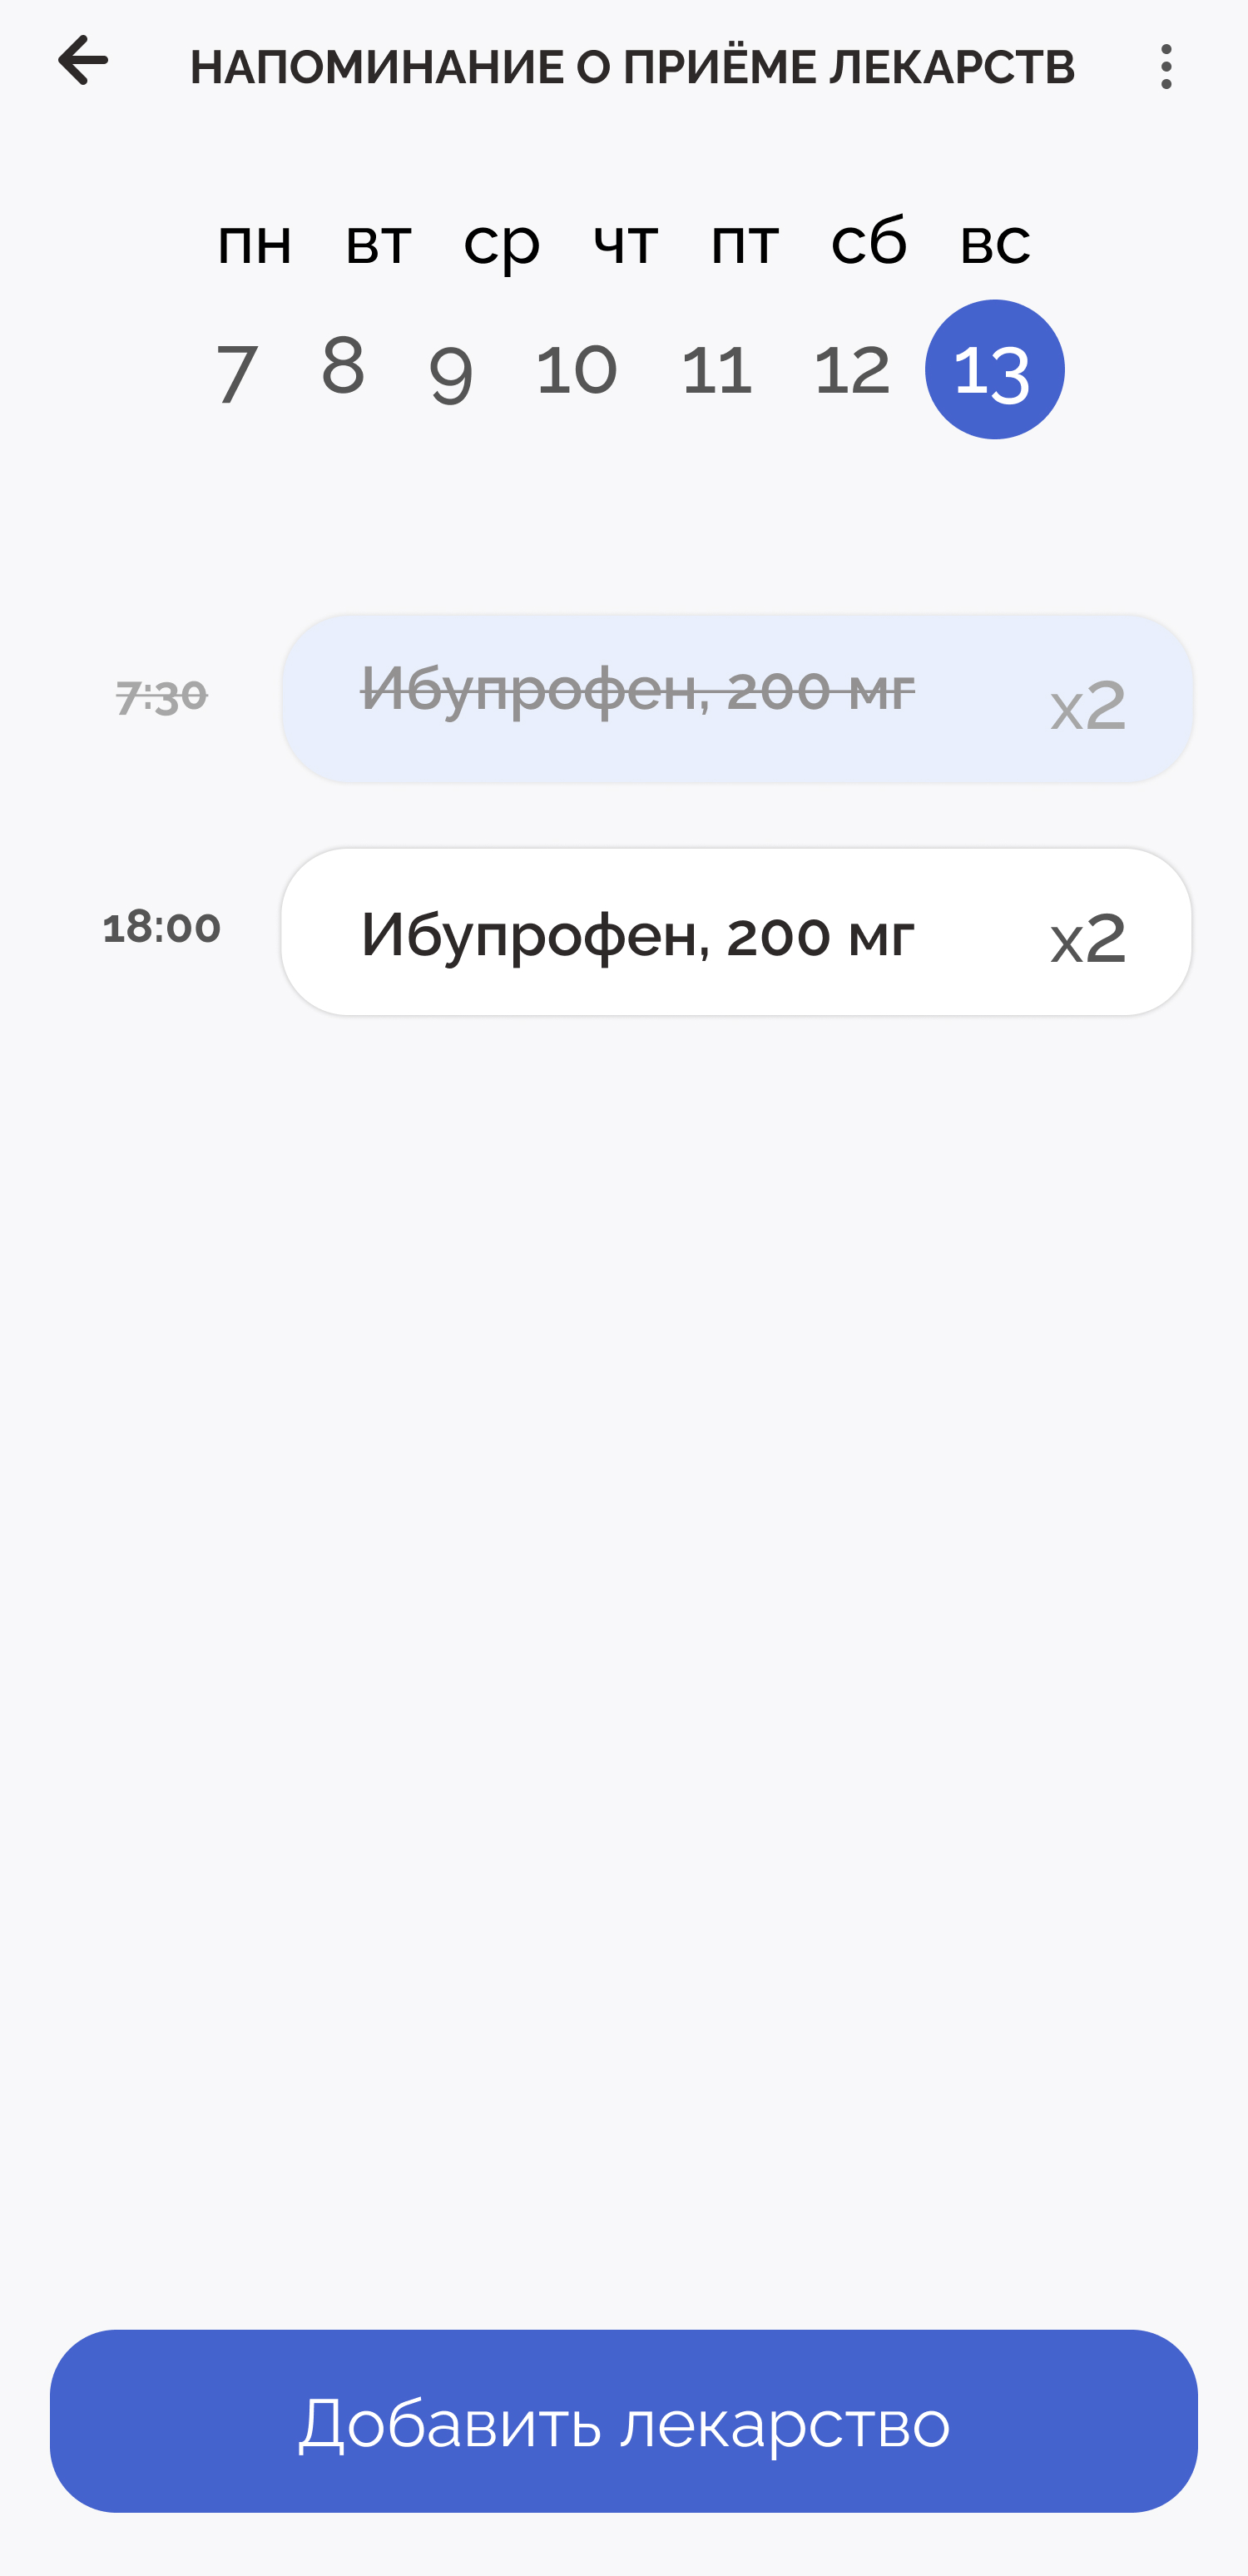 НАПОМИНАНИЕ О ПРИЁМЕ ЛЕКАРСТВ
пн вт ср чт пт сб вс
7 8 9 10 11 12 13
7:30 Ибупрофен, 200 мг x2
18:00 Ибупрофен, 200 мг x2
Добавить лекарство